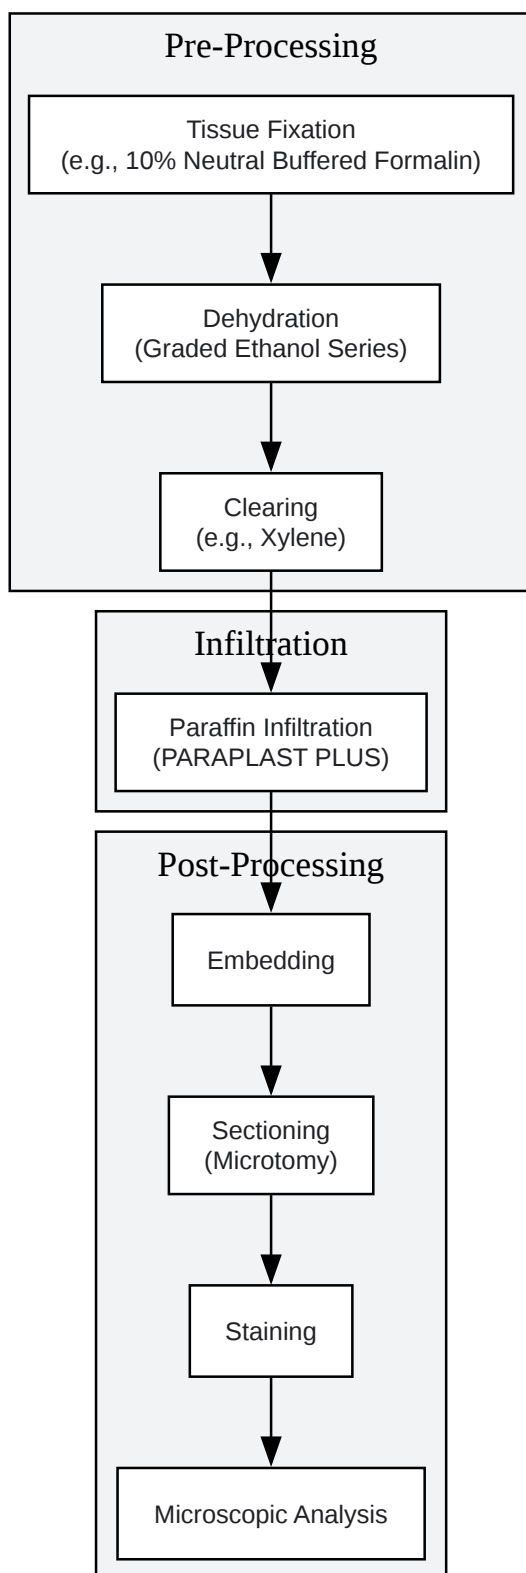 Pre-Processing
Tissue Fixation
(e.g., 10% Neutral Buffered Formalin)
Dehydration
(Graded Ethanol Series)
Clearing
(e.g., Xylene)
Infiltration
Paraffin Infiltration
(PARAPLAST PLUS)
Post-Processing
Embedding
Sectioning
(Microtomy)
Staining
Microscopic Analysis